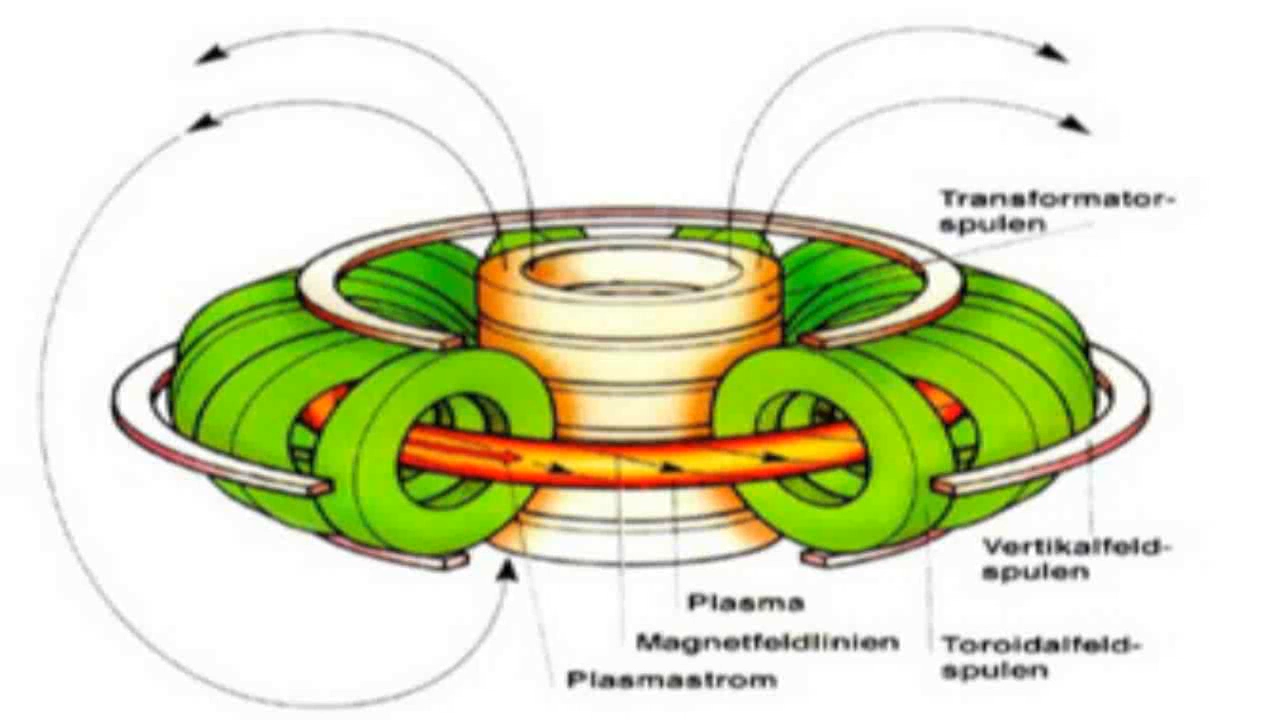 Transformator-
spulen
Vertikalfeld-
spulen
Plasma
Magnetfeldlinien
Toroidalfeld-
spulen
Plasmastrom